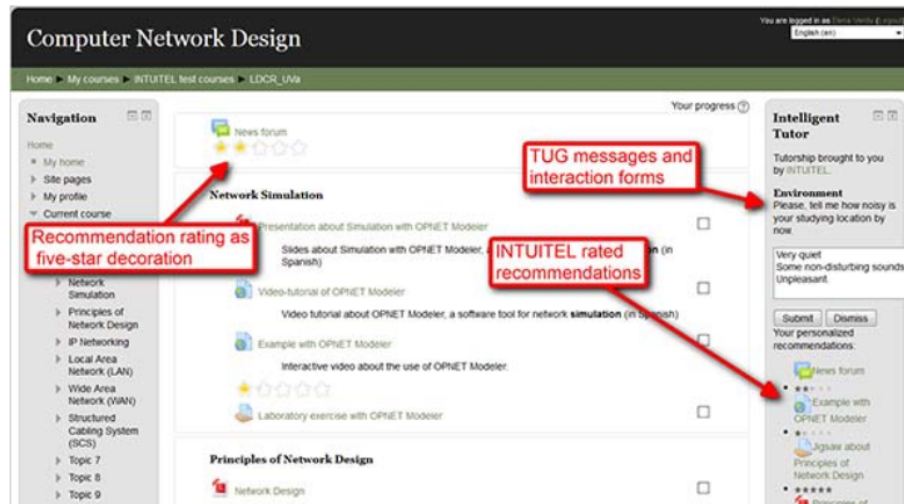 You are logged in as Elena Verdú (Logout)
Computer Network Design
English (en)
Home ► My courses ► INTUITEL test courses ► LDCR_UVa
Navigation
Home
My home
Site pages
My profile
Current course
Network
Simulation
Principles of
Network Design
IP Networking
Local Area
Network (LAN)
Wide Area
Network (WAN)
Structured
Cabling System
(SCS)
Topic 7
Topic 8
Topic 9
Recommendation rating as
five-star decoration
Your progress
News forum
Network Simulation
Presentation about Simulation with OPNET Modeler
Slides about Simulation with OPNET Modeler, a
on (in
Spanish)
Video-tutorial of OPNET Modeler
Video tutorial about OPNET Modeler, a software tool for network simulation (in Spanish)
Example with OPNET Modeler
Interactive video about the use of OPNET Modeler.
Laboratory exercise with OPNET Modeler
Principles of Network Design
Network Design
TUG messages and
interaction forms
INTUITEL rated
recommendations
Intelligent
Tutor
Tutorship brought to you
by INTUITEL.
Environment
Please, tell me how noisy is
your studying location by
now.
Very quiet
Some non-disturbing sounds
Unpleasant
Submit Dismiss
Your personalized
recommendations:
News forum
Example with
OPNET Modeler
Jigsaw about
Principles of
Network Design
Principles of